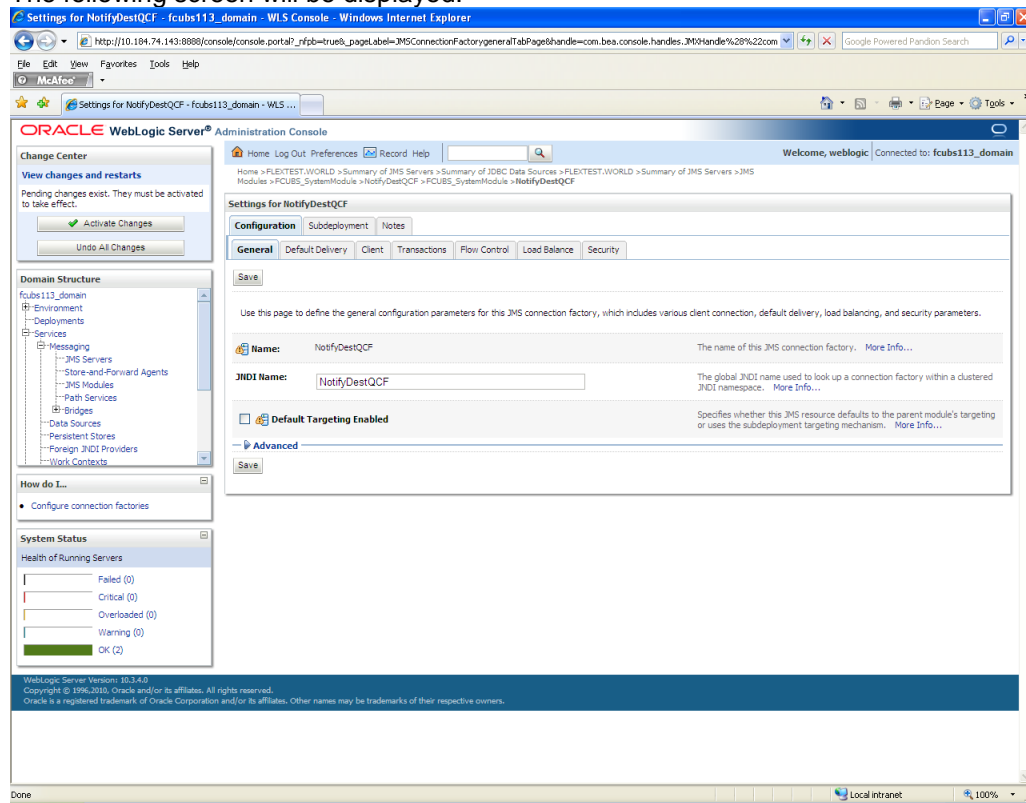 The following screen will be displayed:
Settings for NotifyDestQCF - fcubs113_domain - WLS Console - Windows Internet Explorer
http://10.184.74.143:8888/console/console.portal?_nfpb=true&_pageLabel=JMSConnectionFactorygeneralTabPage&handle=com.bea.console.handles.JMXHandle%28%22com
Google Powered Pandion Search
File Edit View Favorites Tools Help
McAfee
Settings for NotifyDestQCF - fcubs113_domain - WLS ...
Page Tools
ORACLE WebLogic Server® Administration Console
Change Center
View changes and restarts
Pending changes exist. They must be activated
to take effect.
Activate Changes
Undo All Changes
Domain Structure
fcubs113_domain
Environment
Deployments
Services
Messaging
JMS Servers
Store-and-Forward Agents
JMS Modules
Path Services
Bridges
Data Sources
Persistent Stores
Foreign JNDI Providers
Work Contexts
How do I...
Configure connection factories
System Status
Health of Running Servers
Failed (0)
Critical (0)
Overloaded (0)
Warning (0)
OK (2)
Home Log Out Preferences Record Help
Welcome, weblogic Connected to: fcubs113_domain
Home >FLEXTEST.WORLD >Summary of JMS Servers >Summary of JDBC Data Sources >FLEXTEST.WORLD >Summary of JMS Servers >JMS
Modules >FCUBS_SystemModule >NotifyDestQCF >FCUBS_SystemModule >NotifyDestQCF
Settings for NotifyDestQCF
Configuration Subdeployment Notes
General Default Delivery Client Transactions Flow Control Load Balance Security
Save
Use this page to define the general configuration parameters for this JMS connection factory, which includes various client connection, default delivery, load balancing, and security parameters.
Name: NotifyDestQCF The name of this JMS connection factory. More Info...
JNDI Name: NotifyDestQCF The global JNDI name used to look up a connection factory within a clustered
JNDI namespace. More Info...
Default Targeting Enabled Specifies whether this JMS resource defaults to the parent module's targeting
or uses the subdeployment targeting mechanism. More Info...
Advanced
Save
WebLogic Server Version: 10.3.4.0
Copyright © 1996,2010, Oracle and/or its affiliates. All rights reserved.
Oracle is a registered trademark of Oracle Corporation and/or its affiliates. Other names may be trademarks of their respective owners.
Done
Local intranet
100%